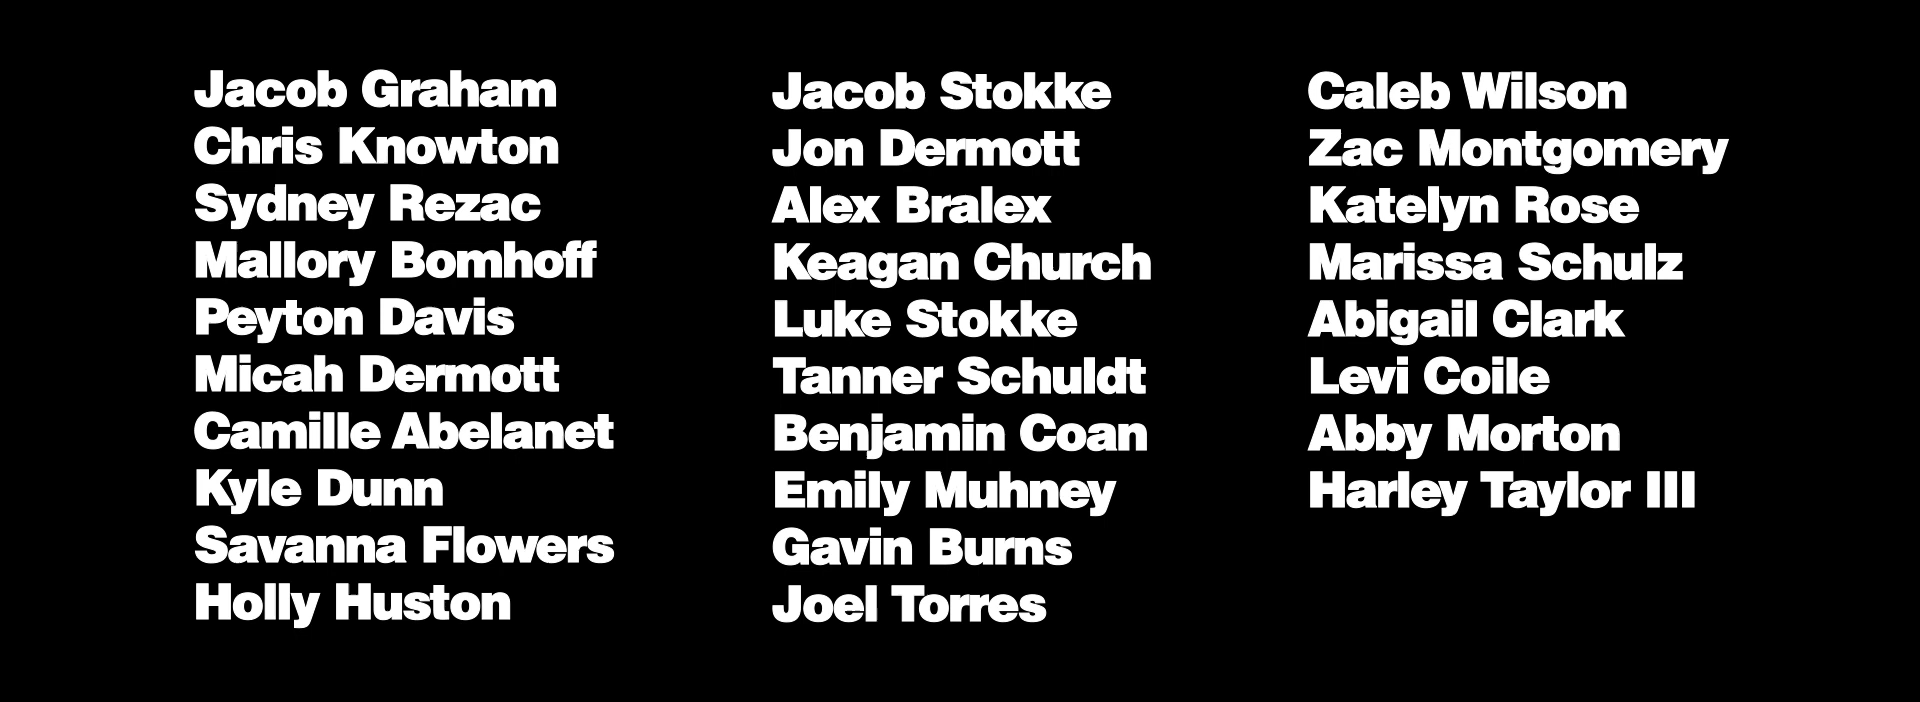 Jacob Graham
Chris Knowton
Sydney Rezac
Mallory Bomhoff
Peyton Davis
Micah Dermott
Camille Abelanet
Kyle Dunn
Savanna Flowers
Holly Huston
Jacob Stokke
Jon Dermott
Alex Bralex
Keagan Church
Luke Stokke
Tanner Schuldt
Benjamin Coan
Emily Muhney
Gavin Burns
Joel Torres
Caleb Wilson
Zac Montgomery
Katelyn Rose
Marissa Schulz
Abigail Clark
Levi Coile
Abby Morton
Harley Taylor III